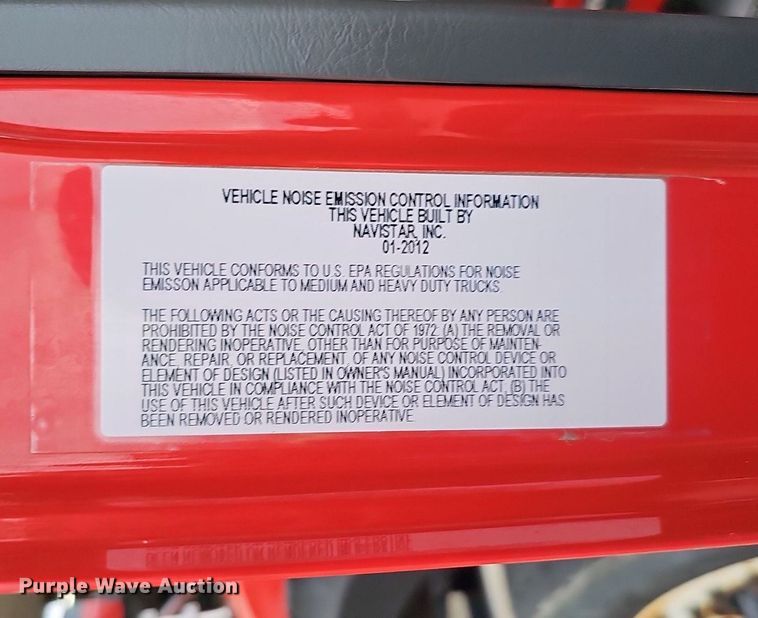 VEHICLE NOISE EMISSION CONTROL INFORMATION
THIS VEHICLE BUILT BY
NAVISTAR, INC.
01-2012
THIS VEHICLE CONFORMS TO U.S. EPA REGULATIONS FOR NOISE
EMISSON APPLICABLE TO MEDIUM AND HEAVY DUTY TRUCKS
THE FOLLOWING ACTS OR THE CAUSING THEREOF BY ANY PERSON ARE
PROHIBITED BY THE NOISE CONTROL ACT OF 1972. (A) THE REMOVAL OR
RENDERING INOPERATIVE, OTHER THAN FOR PURPOSE OF MAINTEN-
ANCE, REPAIR, OR REPLACEMENT, OF ANY NOISE CONTROL DEVICE OR
ELEMENT OF DESIGN (LISTED IN OWNER'S MANUAL) INCORPORATED INTO
THIS VEHICLE IN COMPLIANCE WITH THE NOISE CONTROL ACT, (B) THE
USE OF THIS VEHICLE AFTER SUCH DEVICE OR ELEMENT OF DESIGN HAS
BEEN REMOVED OR RENDERED INOPERATIVE
Purple Wave Auction